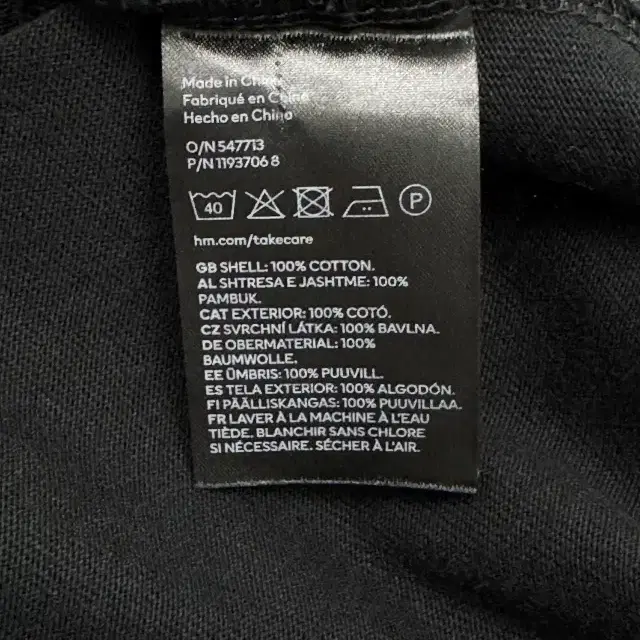 Made in China
Fabriqué en Chine
Hecho en China
O/N 547713
P/N 1193706 8
40 P
hm.com/takecare
GB SHELL: 100% COTTON.
AL SHTRESA E JASHTME: 100%
PAMBUK.
CAT EXTERIOR: 100% COTÓ.
CZ SVRCHNÍ LÁTKA: 100% BAVLNA.
DE OBERMATERIAL: 100%
BAUMWOLLE.
EE ÜMBRIS: 100% PUUVILL.
ES TELA EXTERIOR: 100% ALGODÓN.
FI PÄÄLLISKANGAS: 100% PUUVILLAA.
FR LAVER À LA MACHINE À L'EAU
TIÈDE. BLANCHIR SANS CHLORE
SI NÉCESSAIRE. SÉCHER À L'AIR.